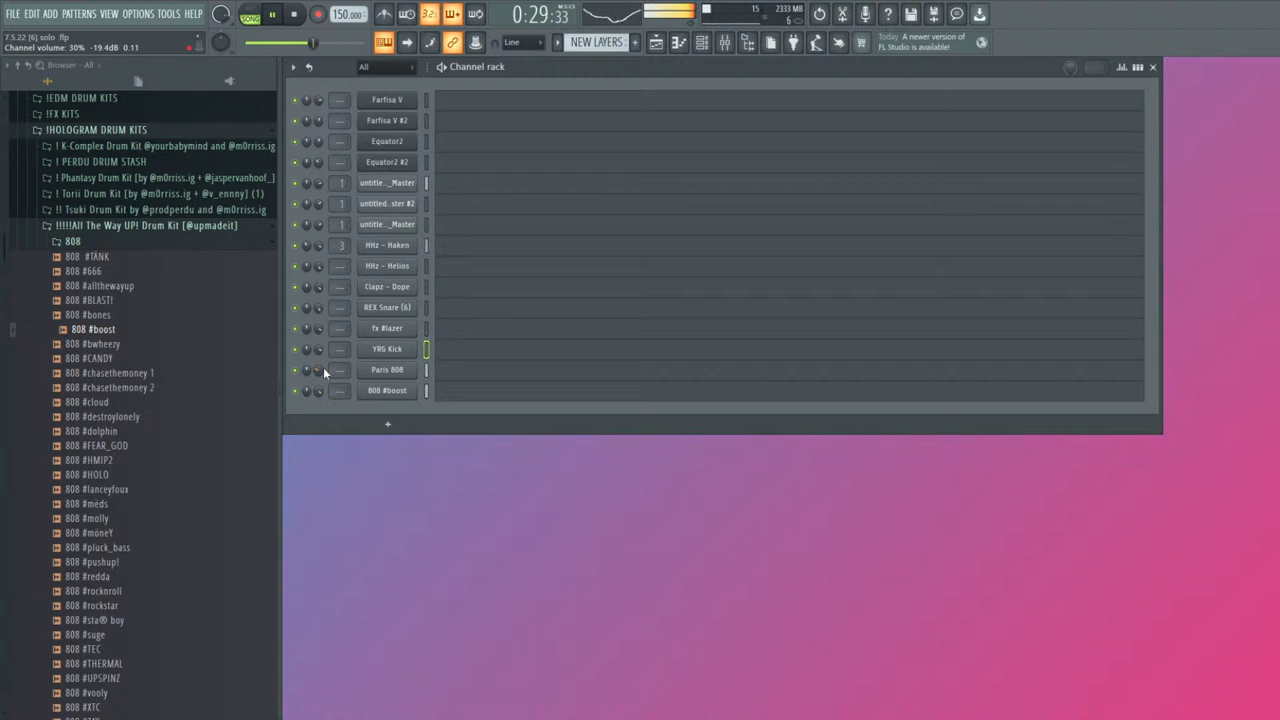 FILE EDIT ADD PATTERNS VIEW OPTIONS TOOLS HELP
SONG
150.000
3.2
0:29:33
M:S:CS
15
2333 MB
6
7.5.22 [6] solo .flp
Channel volume: 30% -19.4dB 0.11
Line
NEW LAYERS
Today A newer version of
FL Studio is available!
Browser - All
All
Channel rack
!EDM DRUM KITS
!FX KITS
!HOLOGRAM DRUM KITS
! K-Complex Drum Kit @yourbabymind and @m0rriss.ig
! PERDU DRUM STASH
! Phantasy Drum Kit [by @m0rriss.ig + @jaspervanhoof_]
! Torii Drum Kit [by @m0rriss.ig + @v_ennny] (1)
!! Tsuki Drum Kit by @prodperdu and @m0rriss.ig
!!!!!All The Way UP! Drum Kit [@upmadeit]
808
808 #TANK
808 #666
808 #allthewayup
808 #BLAST!
808 #bones
808 #boost
808 #bwheezy
808 #CANDY
808 #chasethemoney 1
808 #chasethemoney 2
808 #cloud
808 #destroylonely
808 #dolphin
808 #FEAR_GOD
808 #HMIP2
808 #HOLO
808 #lanceyfoux
808 #mëds
808 #molly
808 #möneY
808 #pluck_bass
808 #pushup!
808 #redda
808 #rocknroll
808 #rockstar
808 #sta® boy
808 #suge
808 #TEC
808 #THERMAL
808 #UPSPINZ
808 #vooly
808 #XTC
Farfisa V
Farfisa V #2
Equator2
Equator2 #2
1 untitle.._Master
1 untitled..ster #2
1 untitle.._Master
3 HHz - Haken
HHz - Helios
Clapz - Dope
REX Snare (6)
fx #lazer
YRG Kick
Paris 808
808 #boost